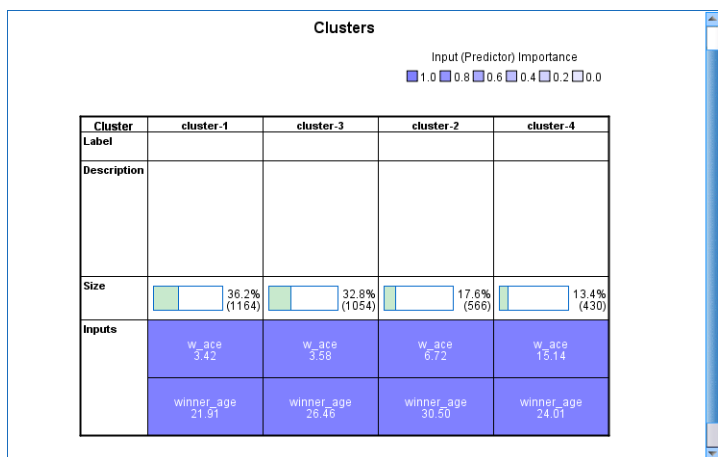 Clusters
Input (Predictor) Importance
1.0 0.8 0.6 0.4 0.2 0.0
Cluster cluster-1 cluster-3 cluster-2 cluster-4
Label
Description
Size
36.2% 32.8% 17.6% 13.4%
(1164) (1054) (566) (430)
Inputs
w_ace w_ace w_ace w_ace
3.42 3.58 6.72 15.14
winner_age winner_age winner_age winner_age
21.91 26.46 30.50 24.01